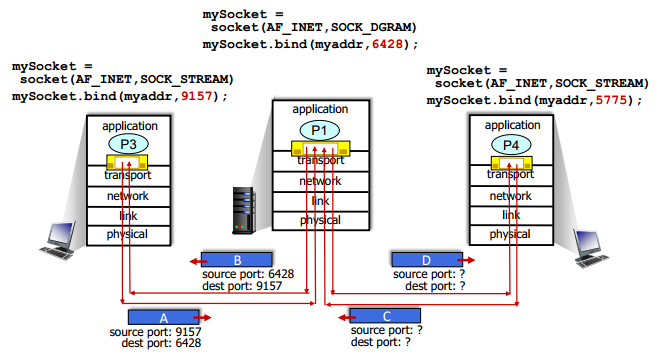 mySocket =
socket(AF_INET,SOCK_DGRAM)
mySocket.bind(myaddr,6428);
mySocket =
socket(AF_INET,SOCK_STREAM)
mySocket.bind(myaddr,9157);
mySocket =
socket(AF_INET,SOCK_STREAM)
mySocket.bind(myaddr,5775);
application
P3
transport
network
link
physical
application
P1
transport
network
link
physical
application
P4
transport
network
link
physical
B
source port: 6428
dest port: 9157
D
source port: ?
dest port: ?
A
source port: 9157
dest port: 6428
C
source port: ?
dest port: ?